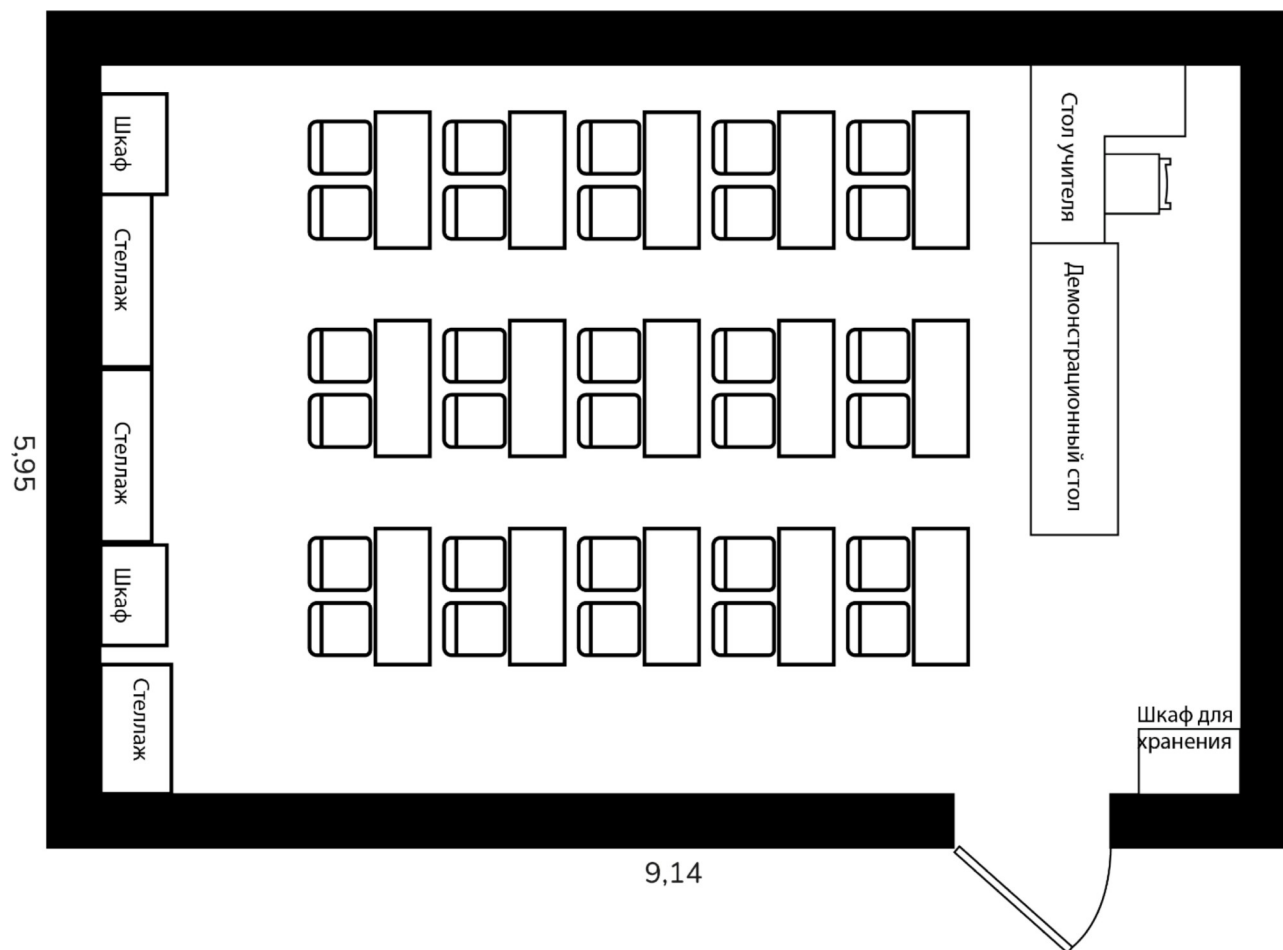 Шкаф
Стеллаж
Стеллаж
Шкаф
Стеллаж
Стол учителя
Демонстрационный стол
Шкаф для
хранения
5,95
9,14